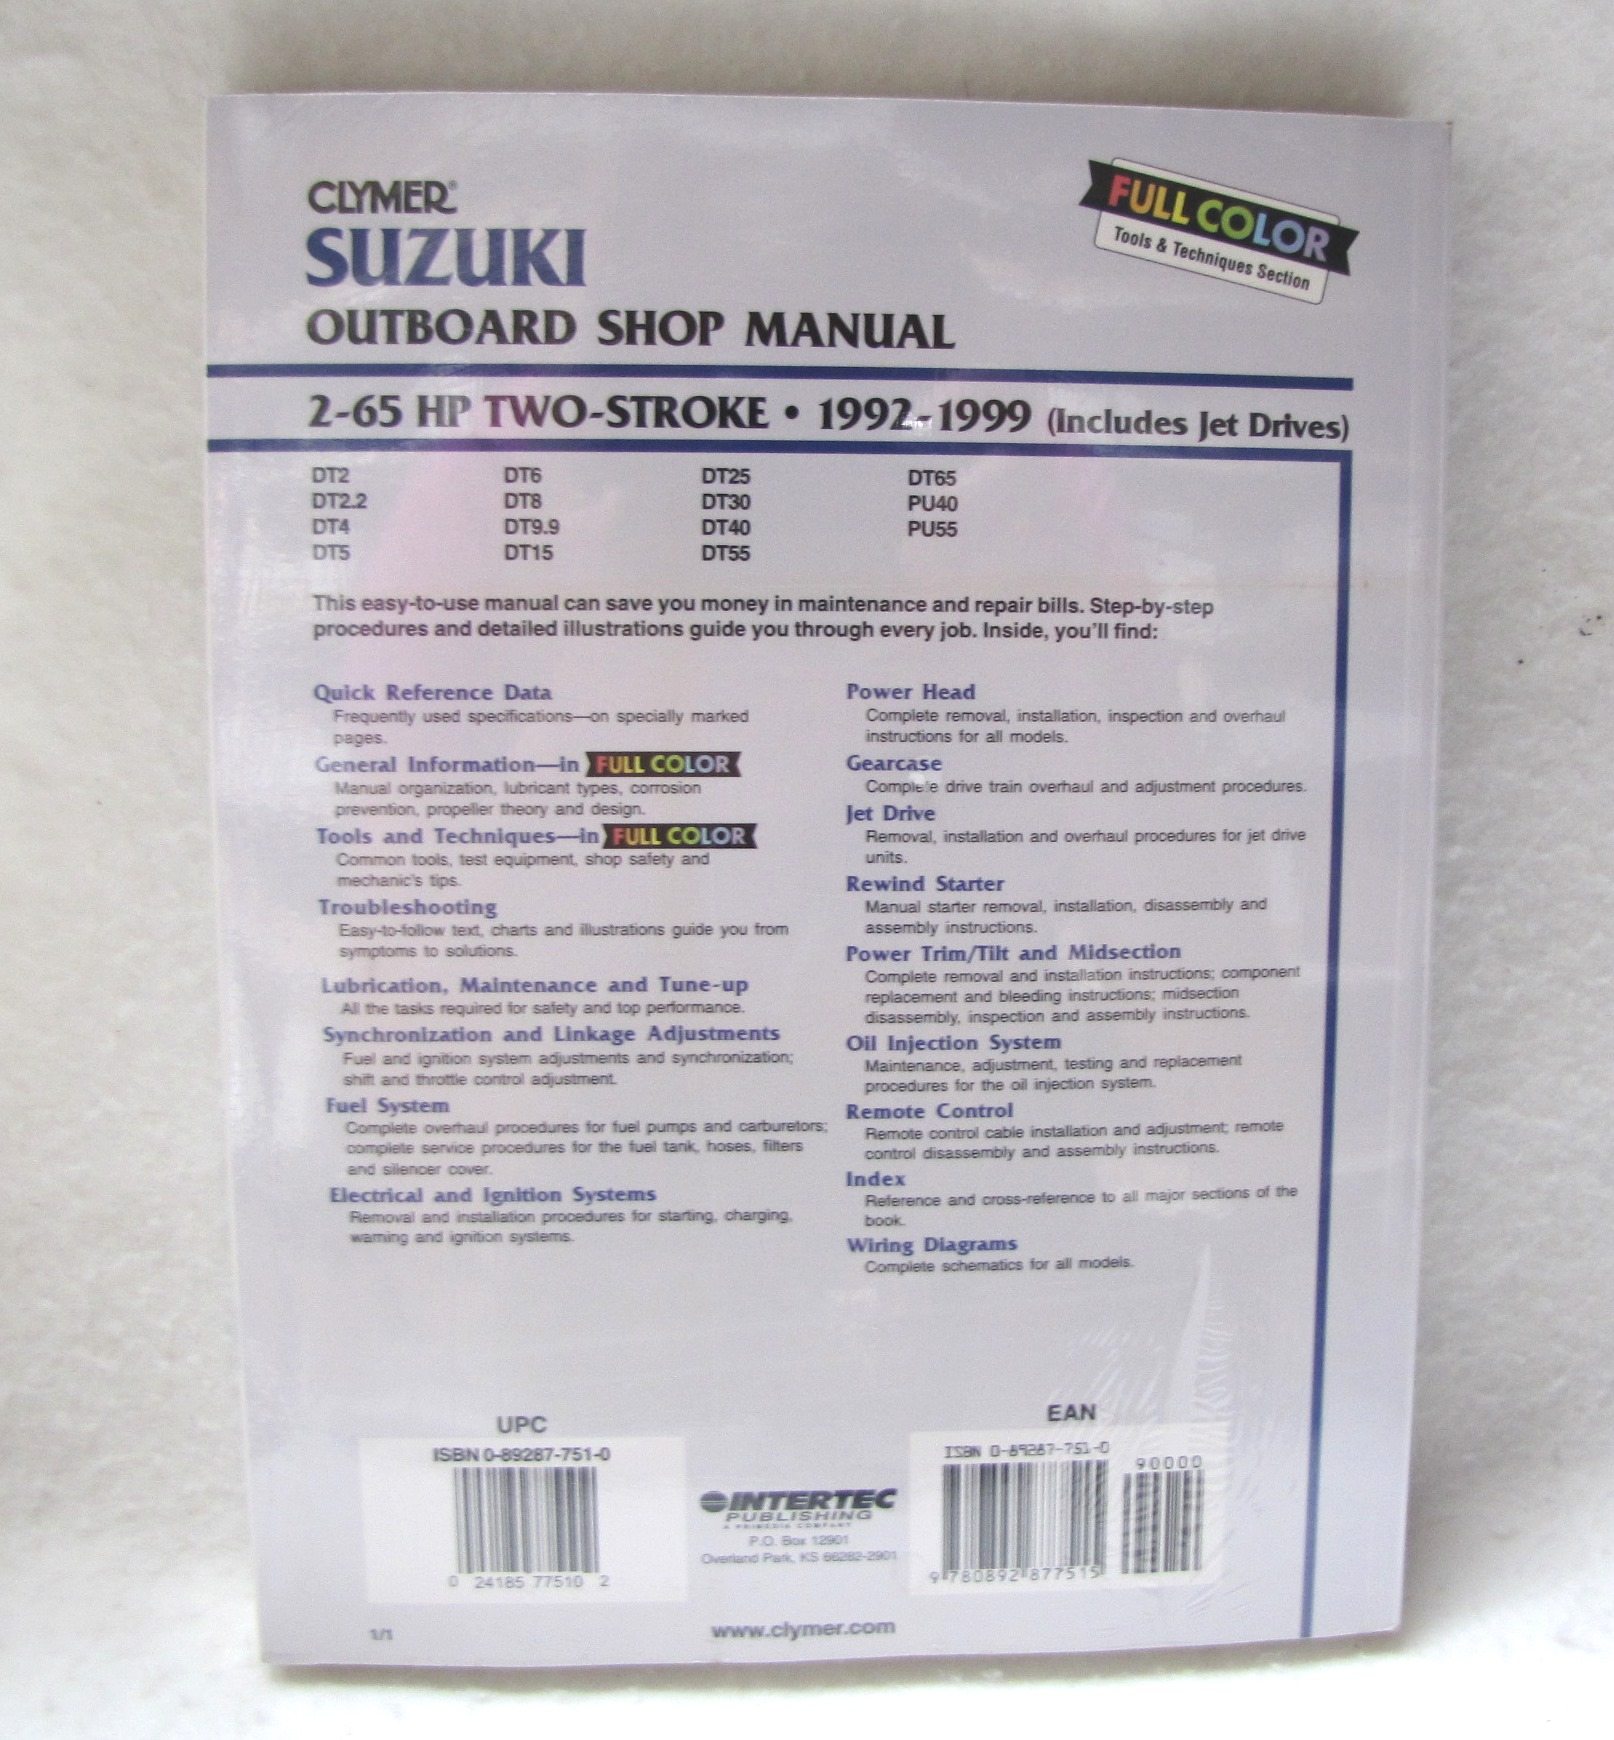 CLYMER®
SUZUKI
OUTBOARD SHOP MANUAL
FULL COLOR
Tools & Techniques Section
2-65 HP TWO-STROKE • 1992-1999 (Includes Jet Drives)
DT2 DT6 DT25 DT65
DT2.2 DT8 DT30 PU40
DT4 DT9.9 DT40 PU55
DT5 DT15 DT55
This easy-to-use manual can save you money in maintenance and repair bills. Step-by-step
procedures and detailed illustrations guide you through every job. Inside, you'll find:
Quick Reference Data
Frequently used specifications—on specially marked
pages.
General Information—in FULL COLOR
Manual organization, lubricant types, corrosion
prevention, propeller theory and design.
Tools and Techniques—in FULL COLOR
Common tools, test equipment, shop safety and
mechanic's tips.
Troubleshooting
Easy-to-follow text, charts and illustrations guide you from
symptoms to solutions.
Lubrication, Maintenance and Tune-up
All the tasks required for safety and top performance.
Synchronization and Linkage Adjustments
Fuel and ignition system adjustments and synchronization;
shift and throttle control adjustment.
Fuel System
Complete overhaul procedures for fuel pumps and carburetors;
complete service procedures for the fuel tank, hoses, filters
and silencer cover.
Electrical and Ignition Systems
Removal and installation procedures for starting, charging,
warning and ignition systems.
Power Head
Complete removal, installation, inspection and overhaul
instructions for all models.
Gearcase
Complete drive train overhaul and adjustment procedures.
Jet Drive
Removal, installation and overhaul procedures for jet drive
units.
Rewind Starter
Manual starter removal, installation, disassembly and
assembly instructions.
Power Trim/Tilt and Midsection
Complete removal and installation instructions; component
replacement and bleeding instructions; midsection
disassembly, inspection and assembly instructions.
Oil Injection System
Maintenance, adjustment, testing and replacement
procedures for the oil injection system.
Remote Control
Remote control cable installation and adjustment; remote
control disassembly and assembly instructions.
Index
Reference and cross-reference to all major sections of the
book.
Wiring Diagrams
Complete schematics for all models.
UPC
ISBN 0-89287-751-0
0 24185 77510 2
INTERTEC
PUBLISHING
A PRIMEDIA COMPANY
P.O. Box 12901
Overland Park, KS 66282-2901
EAN
ISBN 0-89287-751-0
90000
9 780892 877515
1/1
www.clymer.com